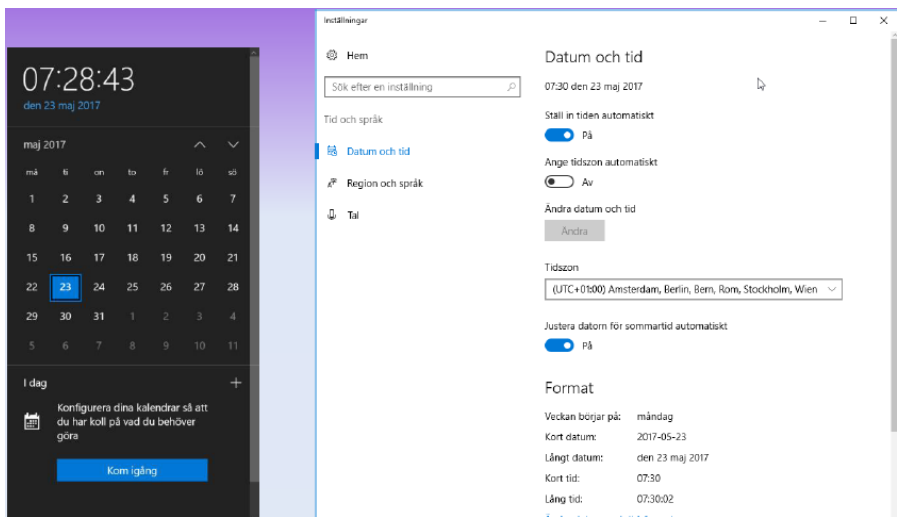 07:28:43
den 23 maj 2017
maj 2017
må ti on to fr lö sö
1 2 3 4 5 6 7
8 9 10 11 12 13 14
15 16 17 18 19 20 21
22 23 24 25 26 27 28
29 30 31 1 2 3 4
5 6 7 8 9 10 11
I dag
Konfigurera dina kalendrar så att
du har koll på vad du behöver
göra
Kom igång
Inställningar
Hem
Sök efter en inställning
Tid och språk
Datum och tid
Region och språk
Tal
Datum och tid
07:30 den 23 maj 2017
Ställ in tiden automatiskt
På
Ange tidszon automatiskt
Av
Ändra datum och tid
Ändra
Tidszon
(UTC+01:00) Amsterdam, Berlin, Bern, Rom, Stockholm, Wien
Justera datorn för sommartid automatiskt
På
Format
Veckan börjar på: måndag
Kort datum: 2017-05-23
Långt datum: den 23 maj 2017
Kort tid: 07:30
Lång tid: 07:30:02